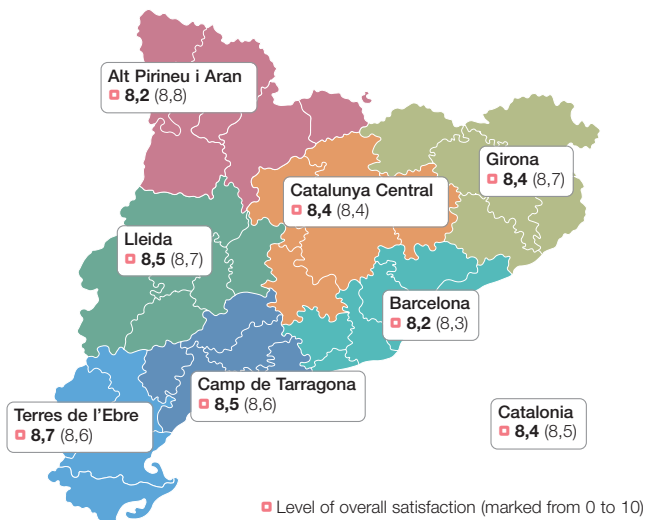 Alt Pirineu i Aran
8,2 (8,8)
Girona
8,4 (8,7)
Catalunya Central
8,4 (8,4)
Lleida
8,5 (8,7)
Barcelona
8,2 (8,3)
Camp de Tarragona
8,5 (8,6)
Terres de l'Ebre
8,7 (8,6)
Catalonia
8,4 (8,5)
Level of overall satisfaction (marked from 0 to 10)